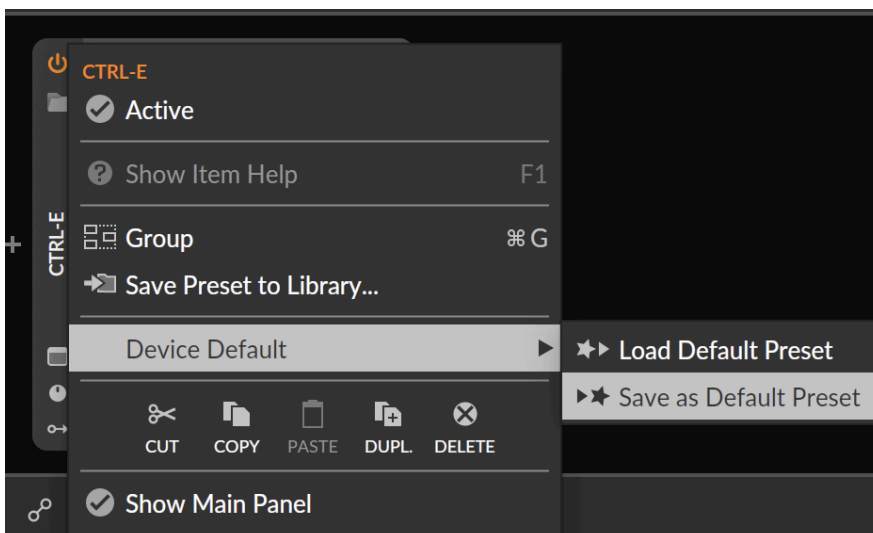 CTRL-E
Active
Show Item Help F1
CTRL-E
Group ⌘ G
Save Preset to Library...
Device Default
Load Default Preset
Save as Default Preset
CUT COPY PASTE DUPL. DELETE
Show Main Panel